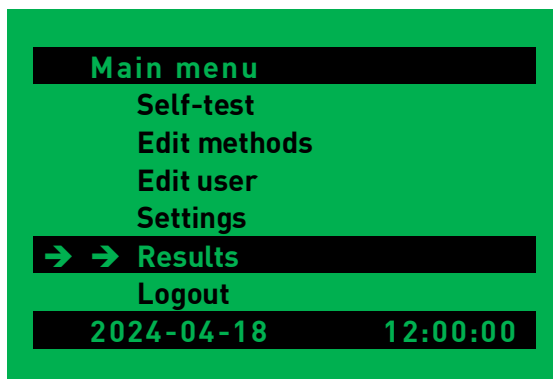 Main menu
Self-test
Edit methods
Edit user
Settings
➔ ➔ Results
Logout
2024-04-18 12:00:00